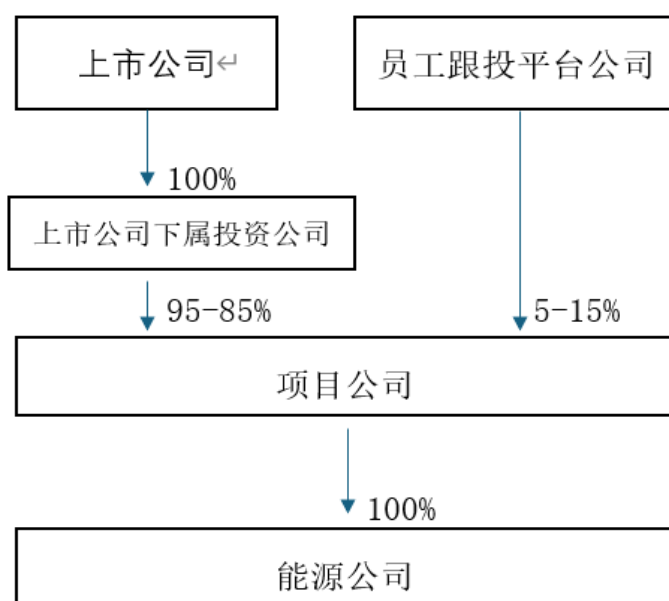 上市公司↵
员工跟投平台公司
100%
上市公司下属投资公司
95-85%
5-15%
项目公司
100%
能源公司